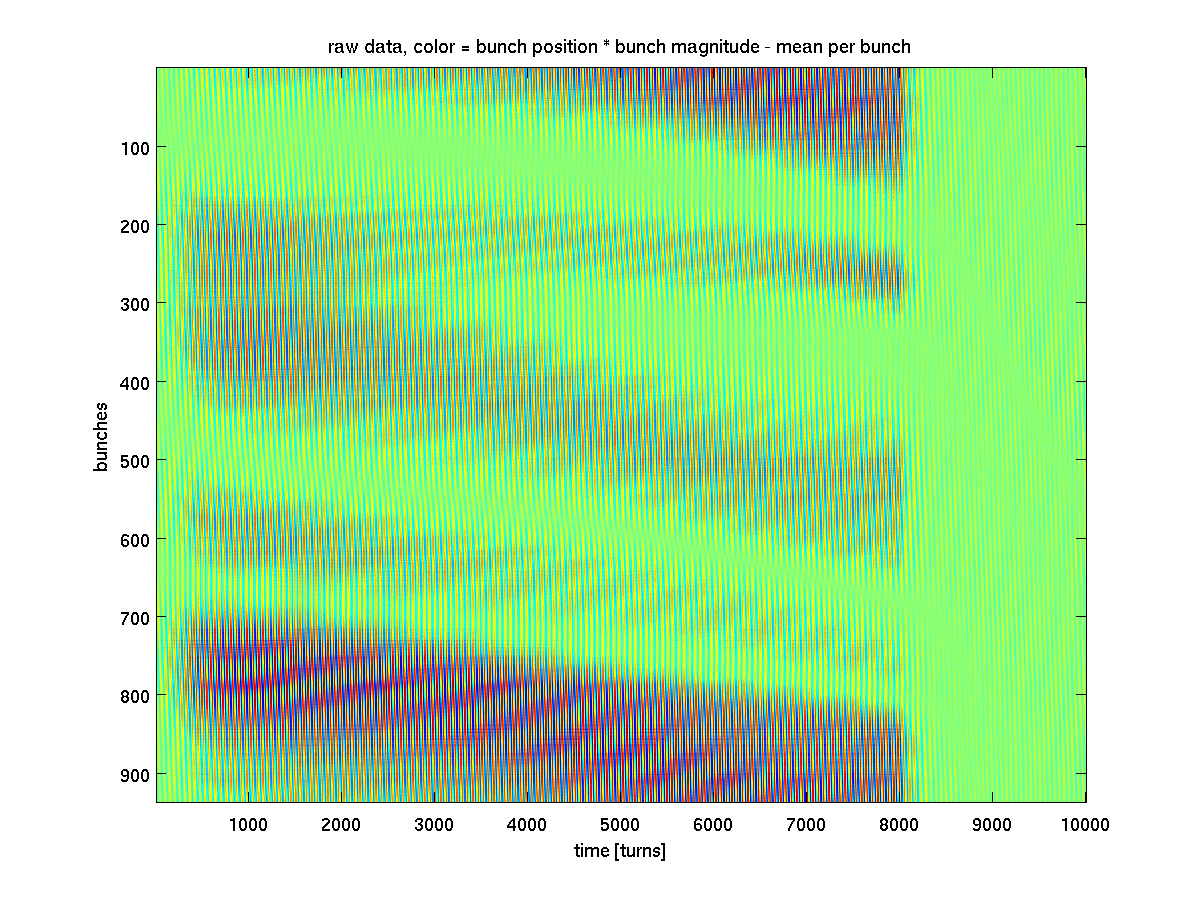 raw data, color = bunch position * bunch magnitude - mean per bunch
100
200
300
400
500
600
700
800
900
bunches
1000 2000 3000 4000 5000 6000 7000 8000 9000 10000
time [turns]